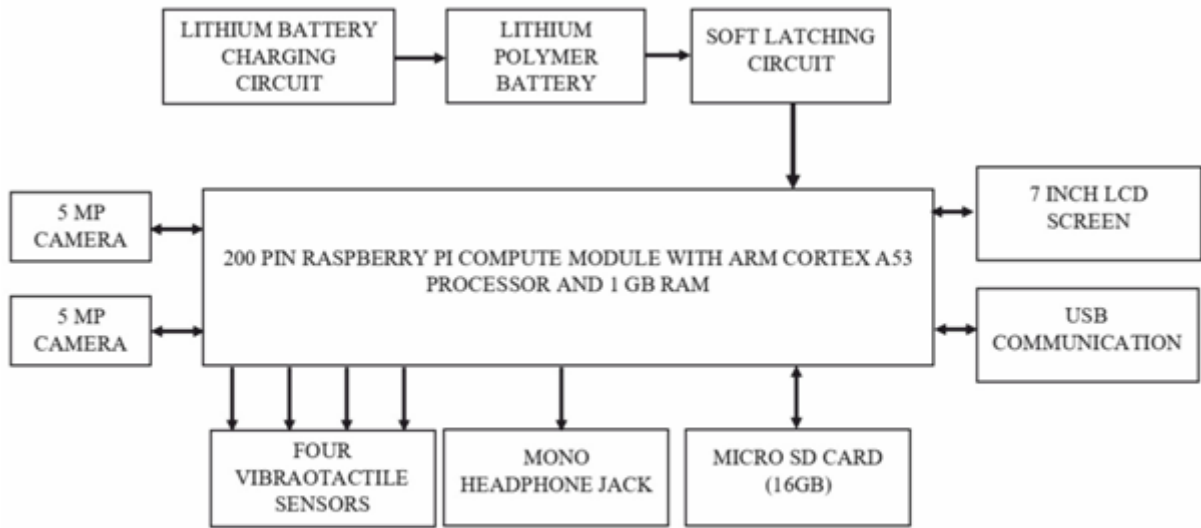 LITHIUM BATTERY
CHARGING
CIRCUIT
LITHIUM
POLYMER
BATTERY
SOFT LATCHING
CIRCUIT
5 MP
CAMERA
5 MP
CAMERA
200 PIN RASPBERRY PI COMPUTE MODULE WITH ARM CORTEX A53
PROCESSOR AND 1 GB RAM
7 INCH LCD
SCREEN
USB
COMMUNICATION
FOUR
VIBRAOTACTILE
SENSORS
MONO
HEADPHONE JACK
MICRO SD CARD
(16GB)